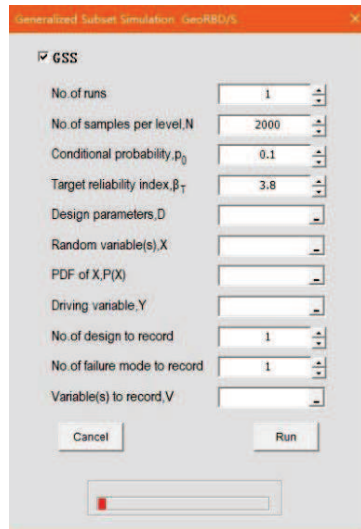 Generalized Subset Simulation GeoRBD/S ×
GSS
No.of runs 1
No.of samples per level,N 2000
Conditional probability,p0 0.1
Target reliability index,βT 3.8
Design parameters,D
Random variable(s),X
PDF of X,P(X)
Driving variable,Y
No.of design to record 1
No.of failure mode to record 1
Variable(s) to record,V
Cancel Run